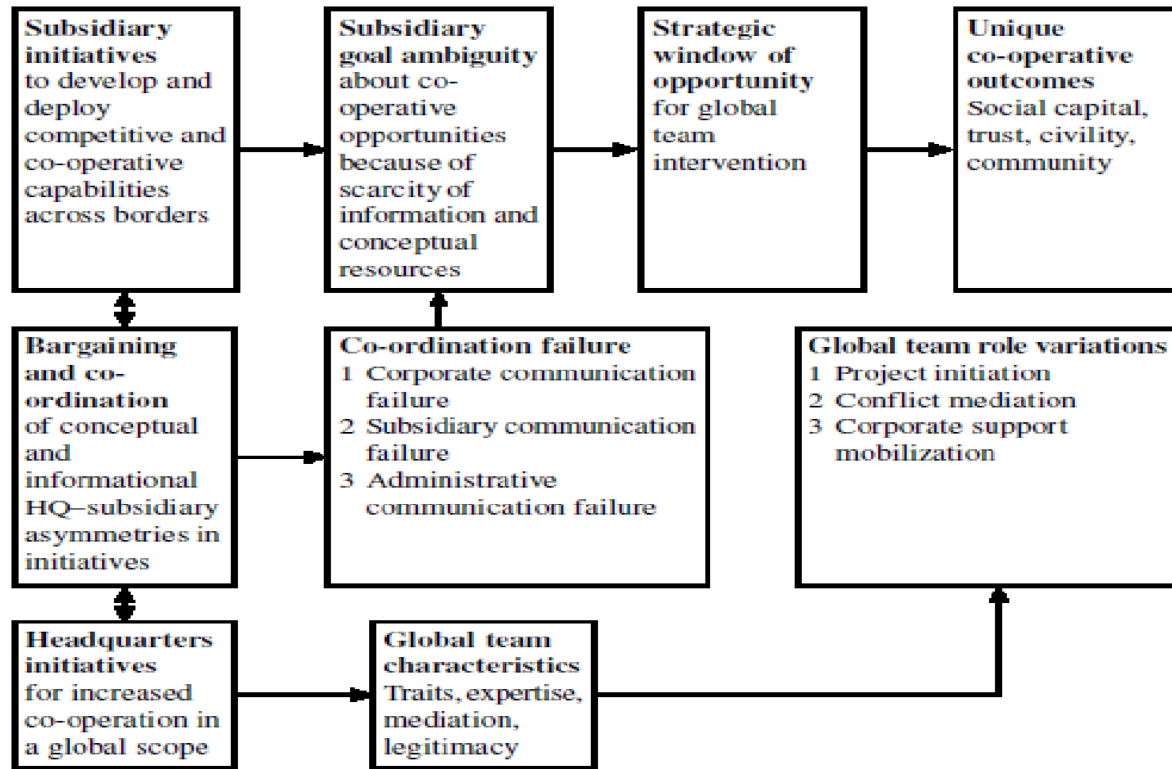 Subsidiary
initiatives
to develop and
deploy
competitive and
co-operative
capabilities
across borders
Subsidiary
goal ambiguity
about co-
operative
opportunities
because of
scarcity of
information and
conceptual
resources
Strategic
window of
opportunity
for global
team
intervention
Unique
co-operative
outcomes
Social capital,
trust, civility,
community
Bargaining
and co-
ordination
of conceptual
and
informational
HQ–subsidiary
asymmetries in
initiatives
Co-ordination failure
1 Corporate communication
failure
2 Subsidiary communication
failure
3 Administrative
communication failure
Global team role variations
1 Project initiation
2 Conflict mediation
3 Corporate support
mobilization
Headquarters
initiatives
for increased
co-operation in
a global scope
Global team
characteristics
Traits, expertise,
mediation,
legitimacy